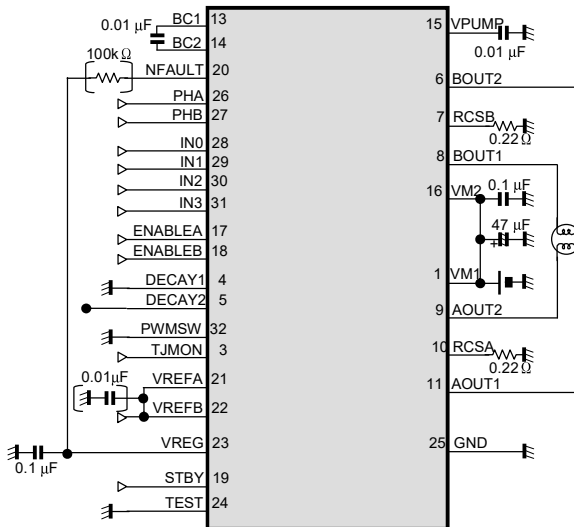 0.01 μF
BC1 13
BC2 14
100kΩ
NFAULT 20
PHA 26
PHB 27
IN0 28
IN1 29
IN2 30
IN3 31
ENABLEA 17
ENABLEB 18
DECAY1 4
DECAY2 5
PWMSW 32
TJMON 3
0.01μF
VREFA 21
VREFB 22
VREG 23
0.1 μF
STBY 19
TEST 24
15 VPUMP
0.01 μF
6 BOUT2
7 RCSB
0.22Ω
8 BOUT1
16 VM2
0.1 μF
47 μF
+
1 VM1
9 AOUT2
10 RCSA
0.22Ω
11 AOUT1
25 GND